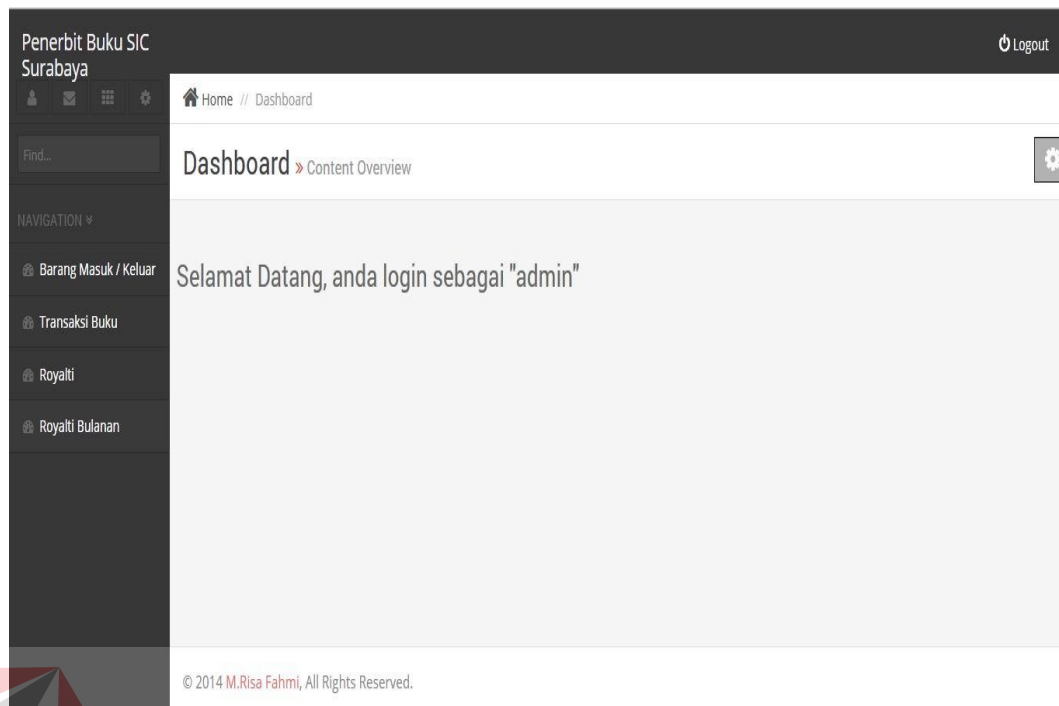 Penerbit Buku SIC
Surabaya
Logout
Home // Dashboard
Find...
Dashboard » Content Overview
NAVIGATION
Barang Masuk / Keluar
Selamat Datang, anda login sebagai "admin"
Transaksi Buku
Royalti
Royalti Bulanan
© 2014 M.Risa Fahmi, All Rights Reserved.